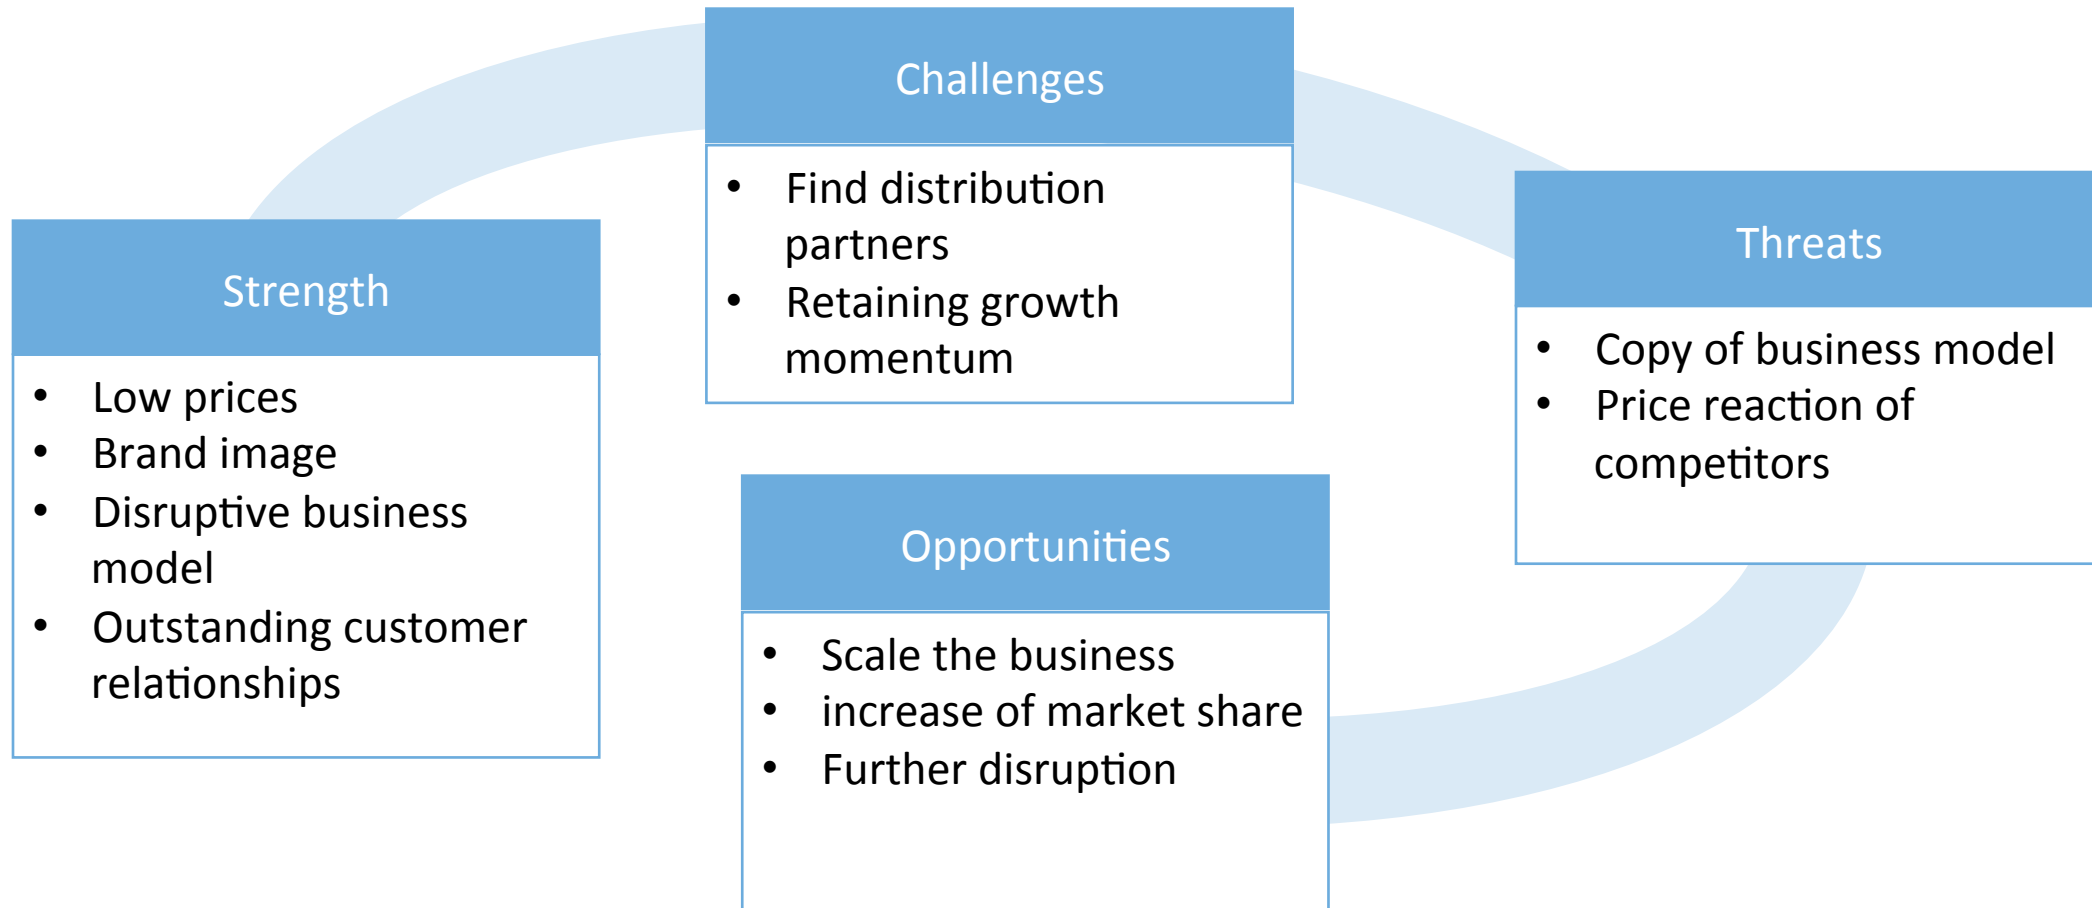 Challenges
• Find distribution
partners
• Retaining growth
momentum
Strength
• Low prices
• Brand image
• Disruptive business
model
• Outstanding customer
relationships
Threats
• Copy of business model
• Price reaction of
competitors
Opportunities
• Scale the business
• increase of market share
• Further disruption